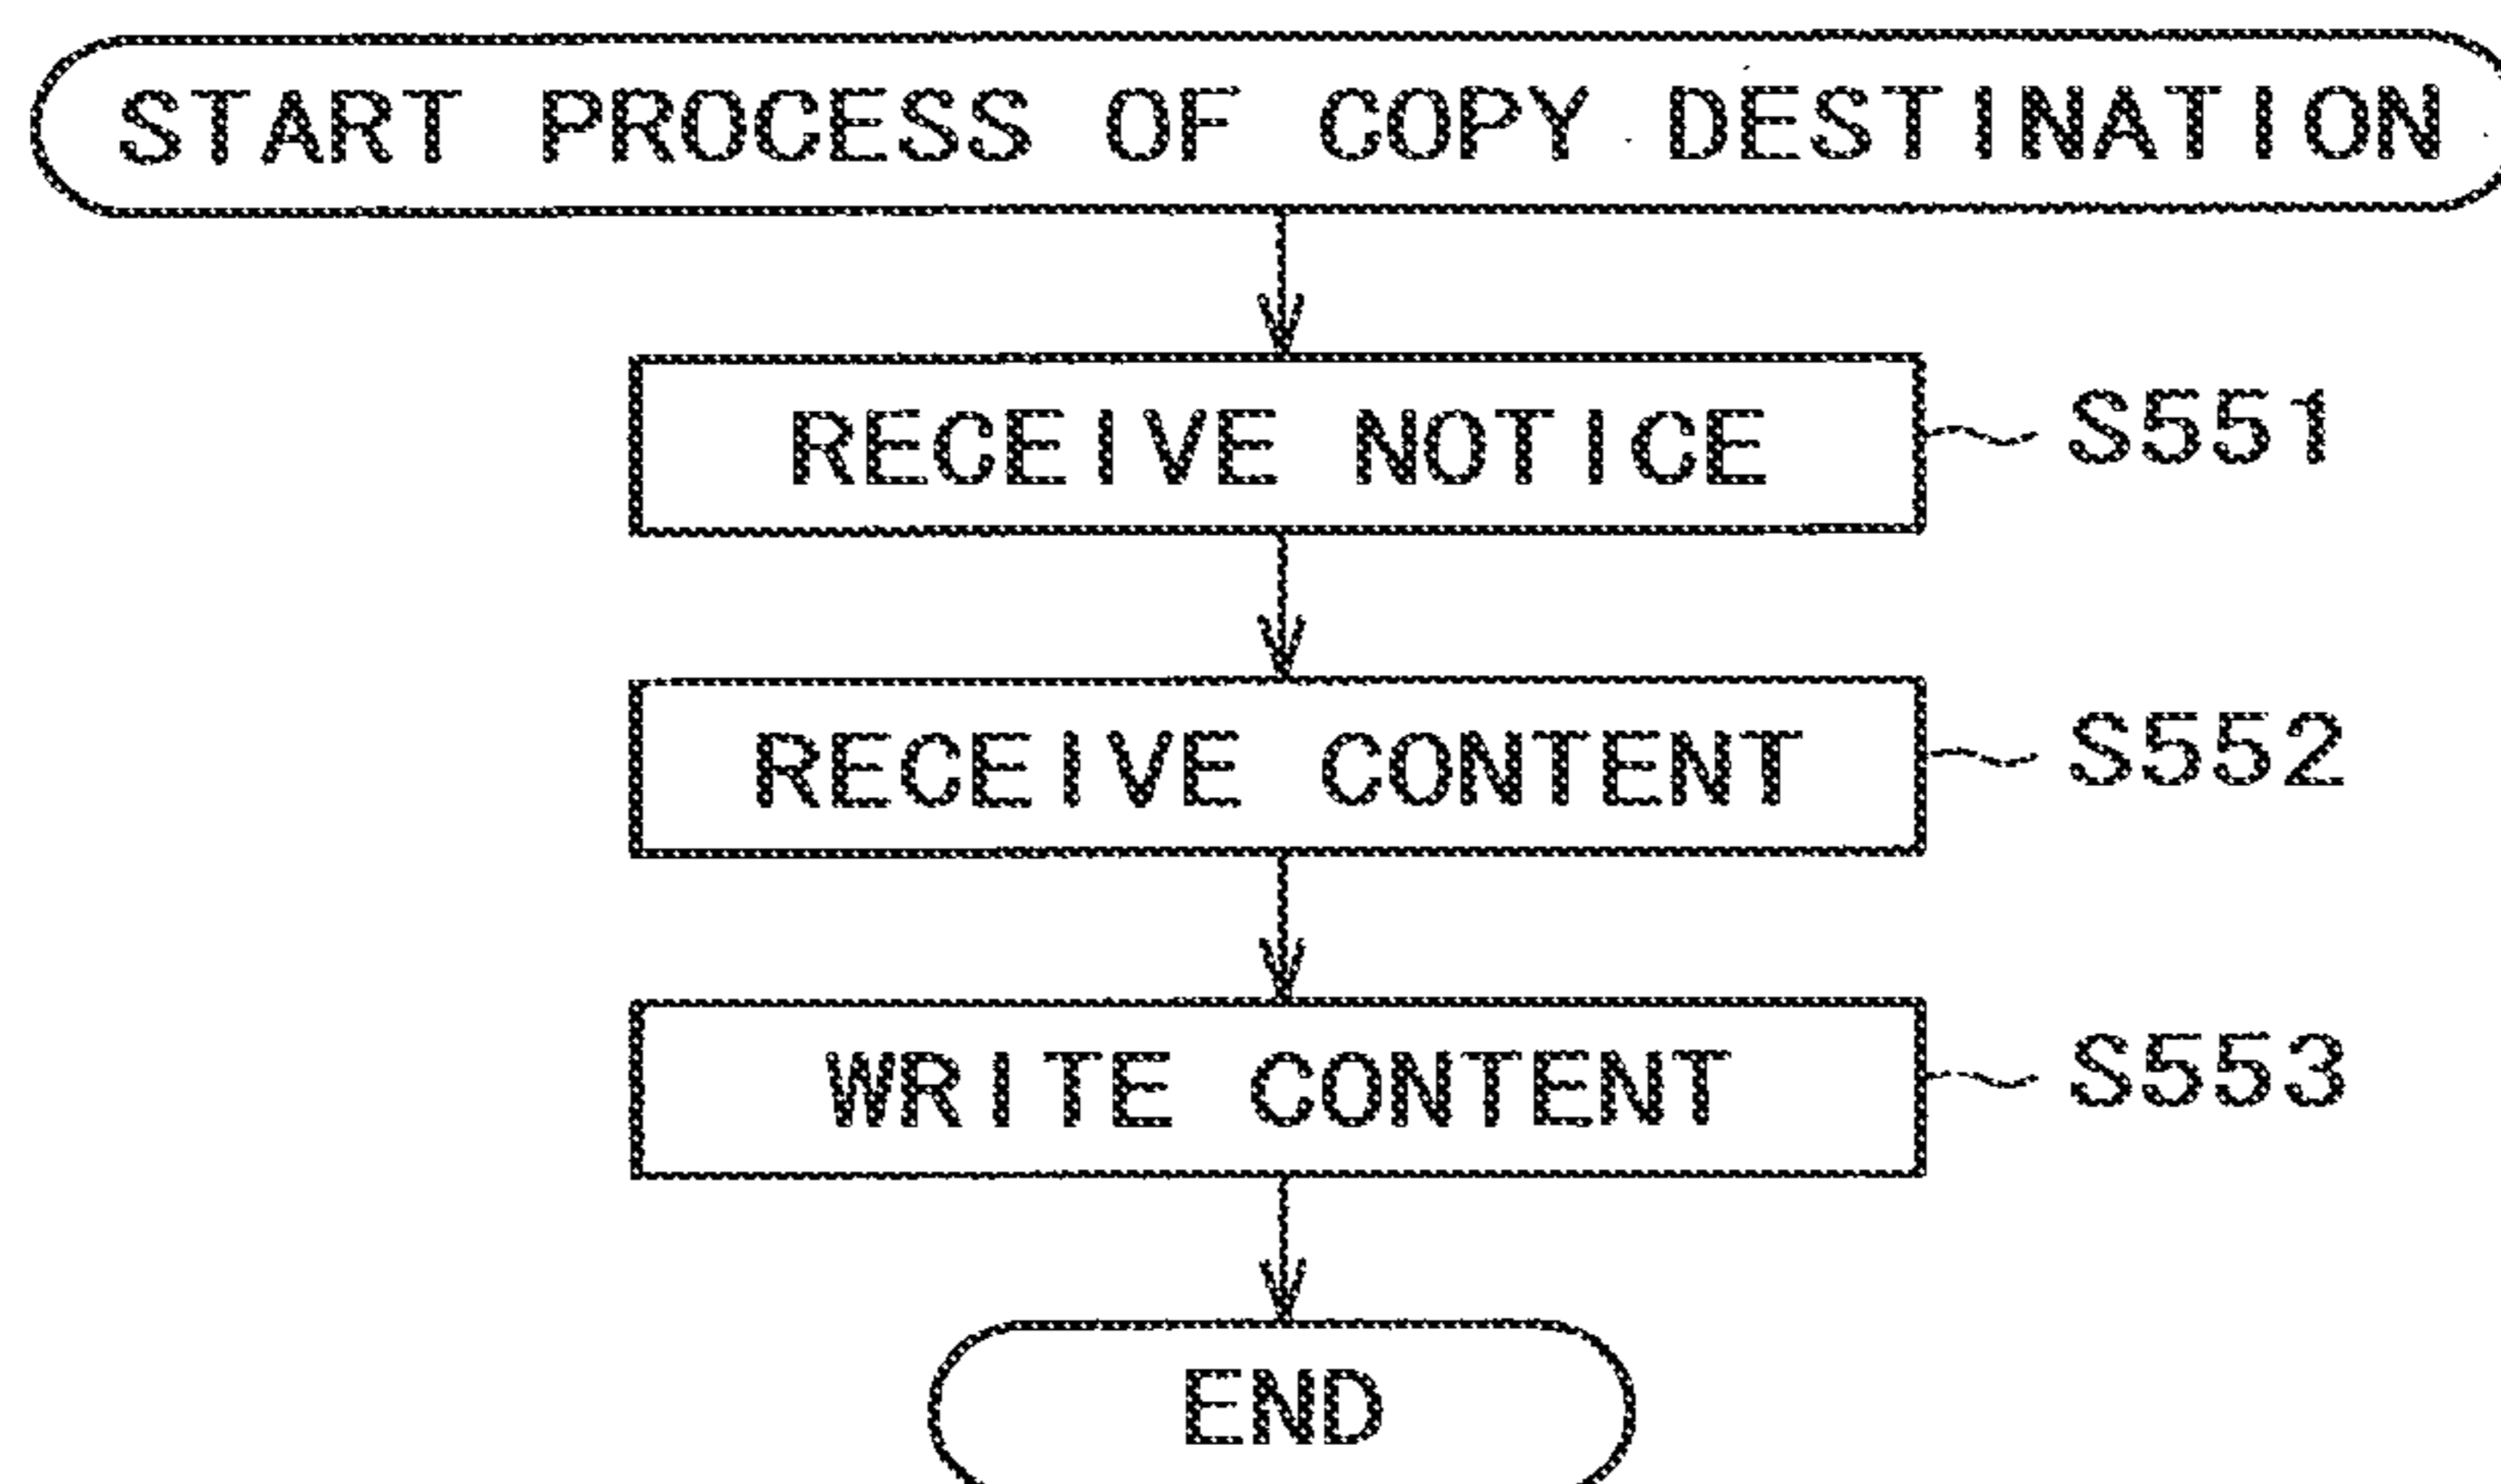 START PROCESS OF COPY DESTINATION
RECEIVE NOTICE
S551
RECEIVE CONTENT
S552
WRITE CONTENT
S553
END